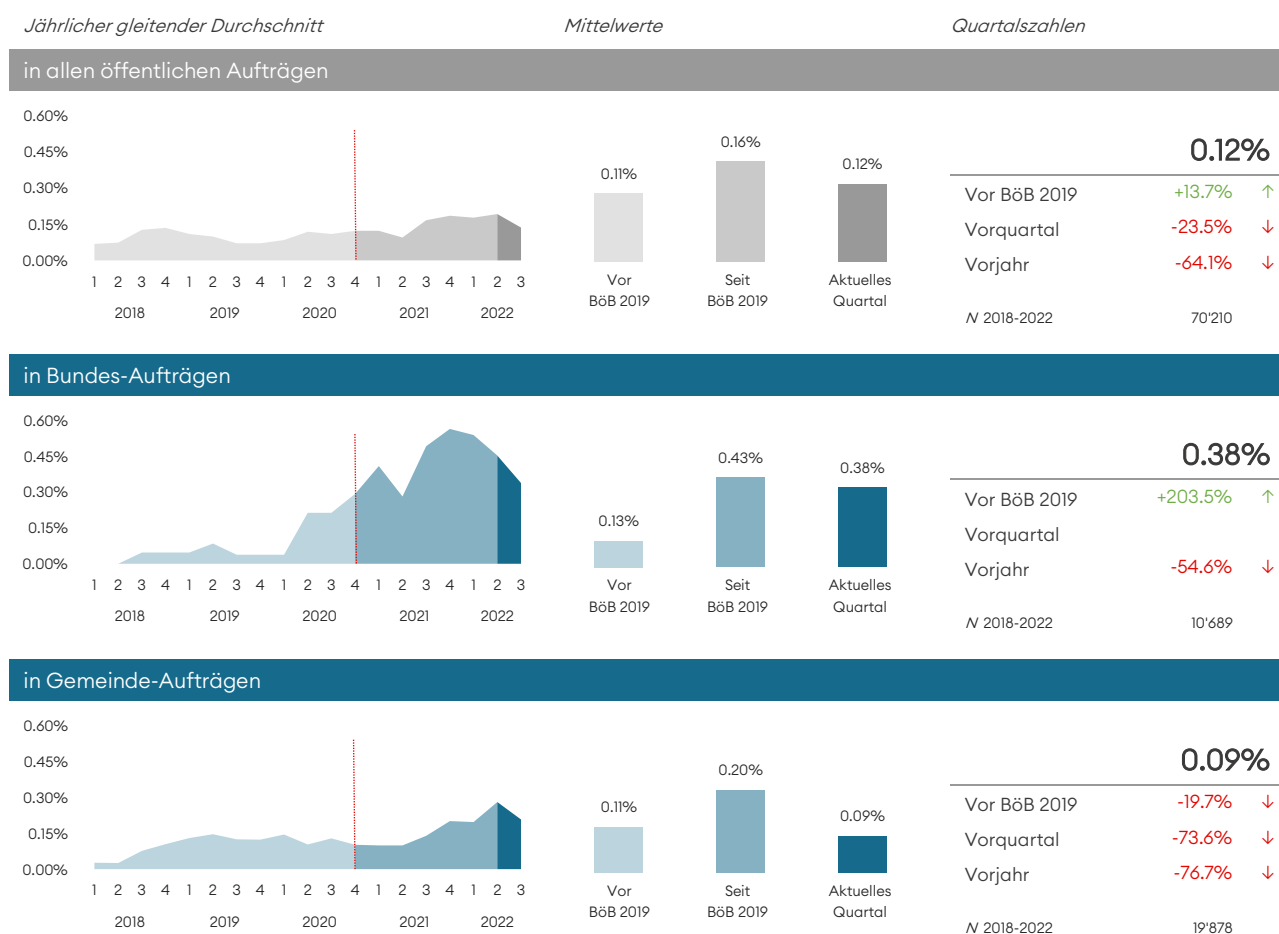 Jährlicher gleitender Durchschnitt Mittelwerte Quartalszahlen
in allen öffentlichen Aufträgen
0.60%
0.45%
0.30%
0.15%
0.00%
1 2 3 4 1 2 3 4 1 2 3 4 1 2 3 4 1 2 3
2018 2019 2020 2021 2022
0.11%
0.16%
0.12%
Vor
BöB 2019
Seit
BöB 2019
Aktuelles
Quartal
0.12%
Vor BöB 2019 +13.7% ↑
Vorquartal -23.5% ↓
Vorjahr -64.1% ↓
N 2018-2022 70'210
in Bundes-Aufträgen
0.60%
0.45%
0.30%
0.15%
0.00%
1 2 3 4 1 2 3 4 1 2 3 4 1 2 3 4 1 2 3
2018 2019 2020 2021 2022
0.13%
0.43%
0.38%
Vor
BöB 2019
Seit
BöB 2019
Aktuelles
Quartal
0.38%
Vor BöB 2019 +203.5% ↑
Vorquartal
Vorjahr -54.6% ↓
N 2018-2022 10'689
in Gemeinde-Aufträgen
0.60%
0.45%
0.30%
0.15%
0.00%
1 2 3 4 1 2 3 4 1 2 3 4 1 2 3 4 1 2 3
2018 2019 2020 2021 2022
0.11%
0.20%
0.09%
Vor
BöB 2019
Seit
BöB 2019
Aktuelles
Quartal
0.09%
Vor BöB 2019 -19.7% ↓
Vorquartal -73.6% ↓
Vorjahr -76.7% ↓
N 2018-2022 19'878